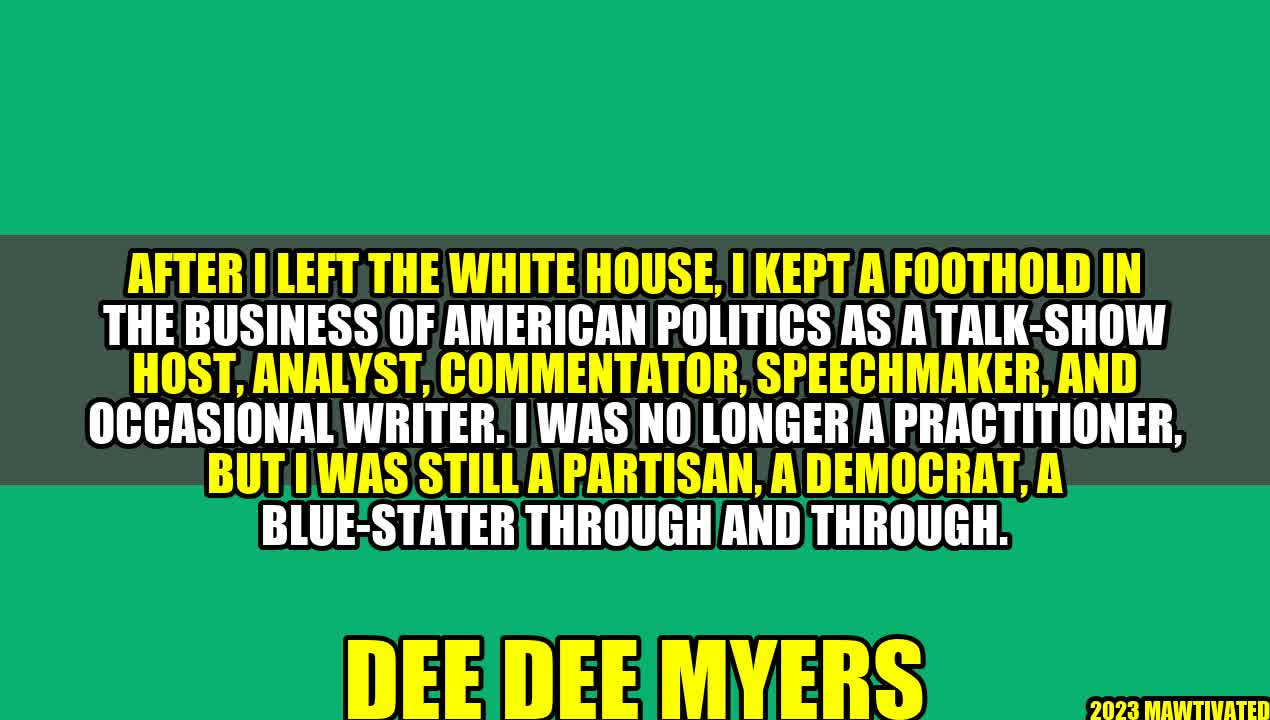 AFTER I LEFT THE WHITE HOUSE, I KEPT A FOOTHOLD IN
THE BUSINESS OF AMERICAN POLITICS AS A TALK-SHOW
HOST, ANALYST, COMMENTATOR, SPEECHMAKER, AND
OCCASIONAL WRITER. I WAS NO LONGER A PRACTITIONER,
BUT I WAS STILL A PARTISAN, A DEMOCRAT, A
BLUE-STATER THROUGH AND THROUGH.
DEE DEE MYERS
2023 MAWTIVATED